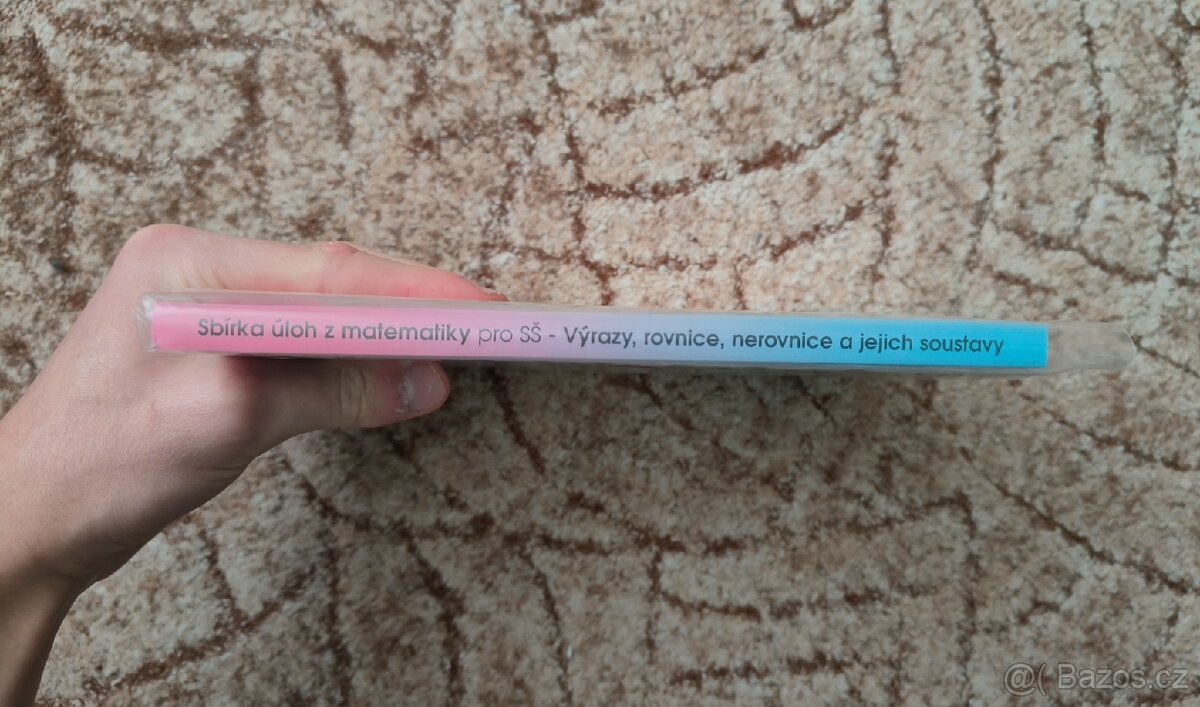 Sbírka úloh z matematiky pro SŠ - Výrazy, rovnice, nerovnice a jejich soustavy
@( Bazos.cz